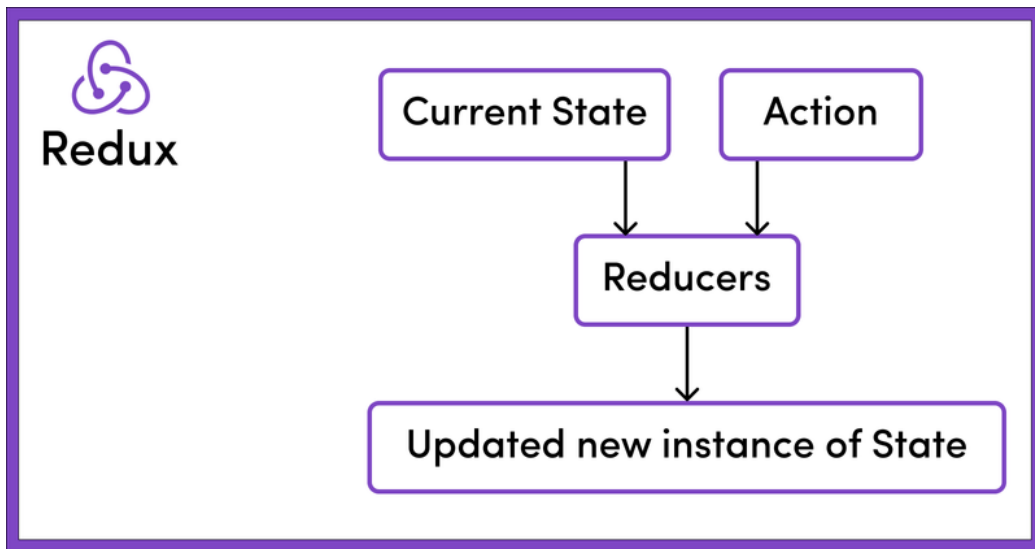 Redux
Current State
Action
Reducers
Updated new instance of State